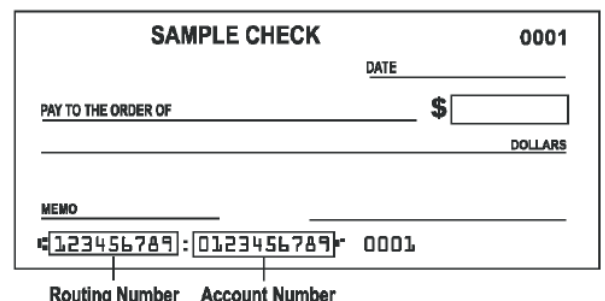 SAMPLE CHECK 0001
DATE
PAY TO THE ORDER OF $
DOLLARS
MEMO
⑆123456789⑆ 0123456789⑈ 0001
Routing Number Account Number